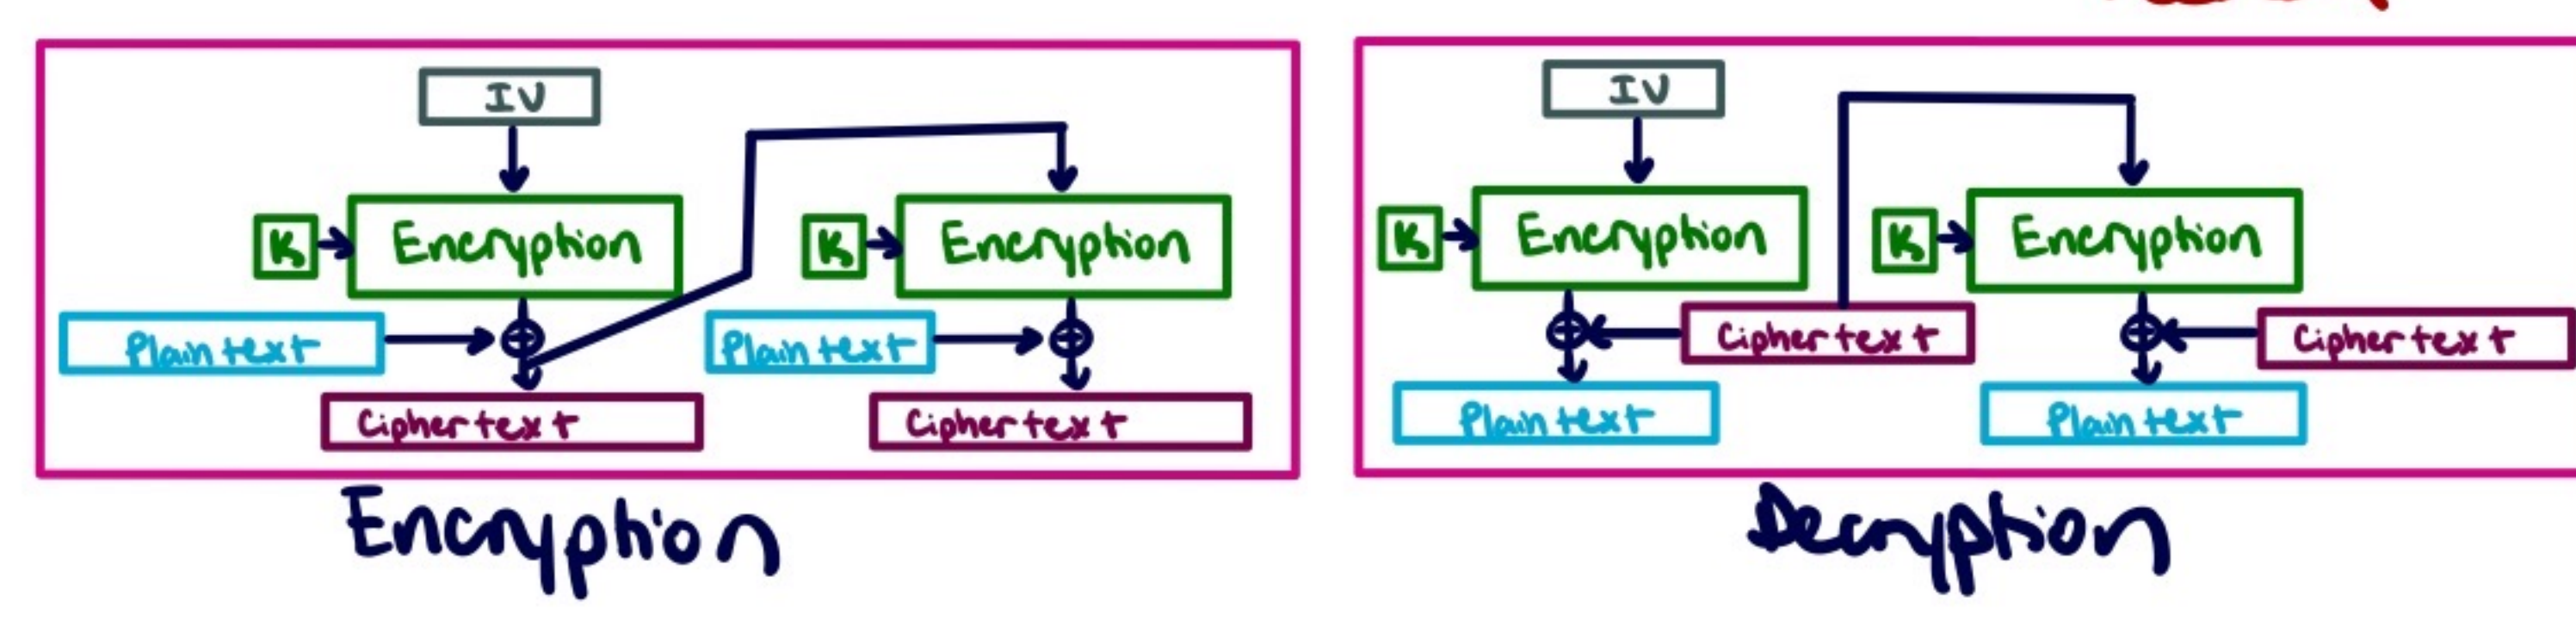 IV
K Encryption
K Encryption
Plain text
Plain text
Ciphertext
Ciphertext
Encryption
IV
K Encryption
K Encryption
Ciphertext
Ciphertext
Plain text
Plain text
Decryption